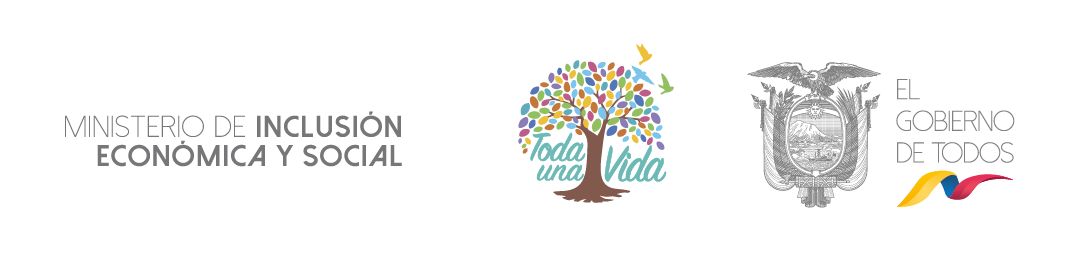 MINISTERIO DE INCLUSIÓN
ECONÓMICA Y SOCIAL
Toda
una Vida
EL
GOBIERNO
DE TODOS